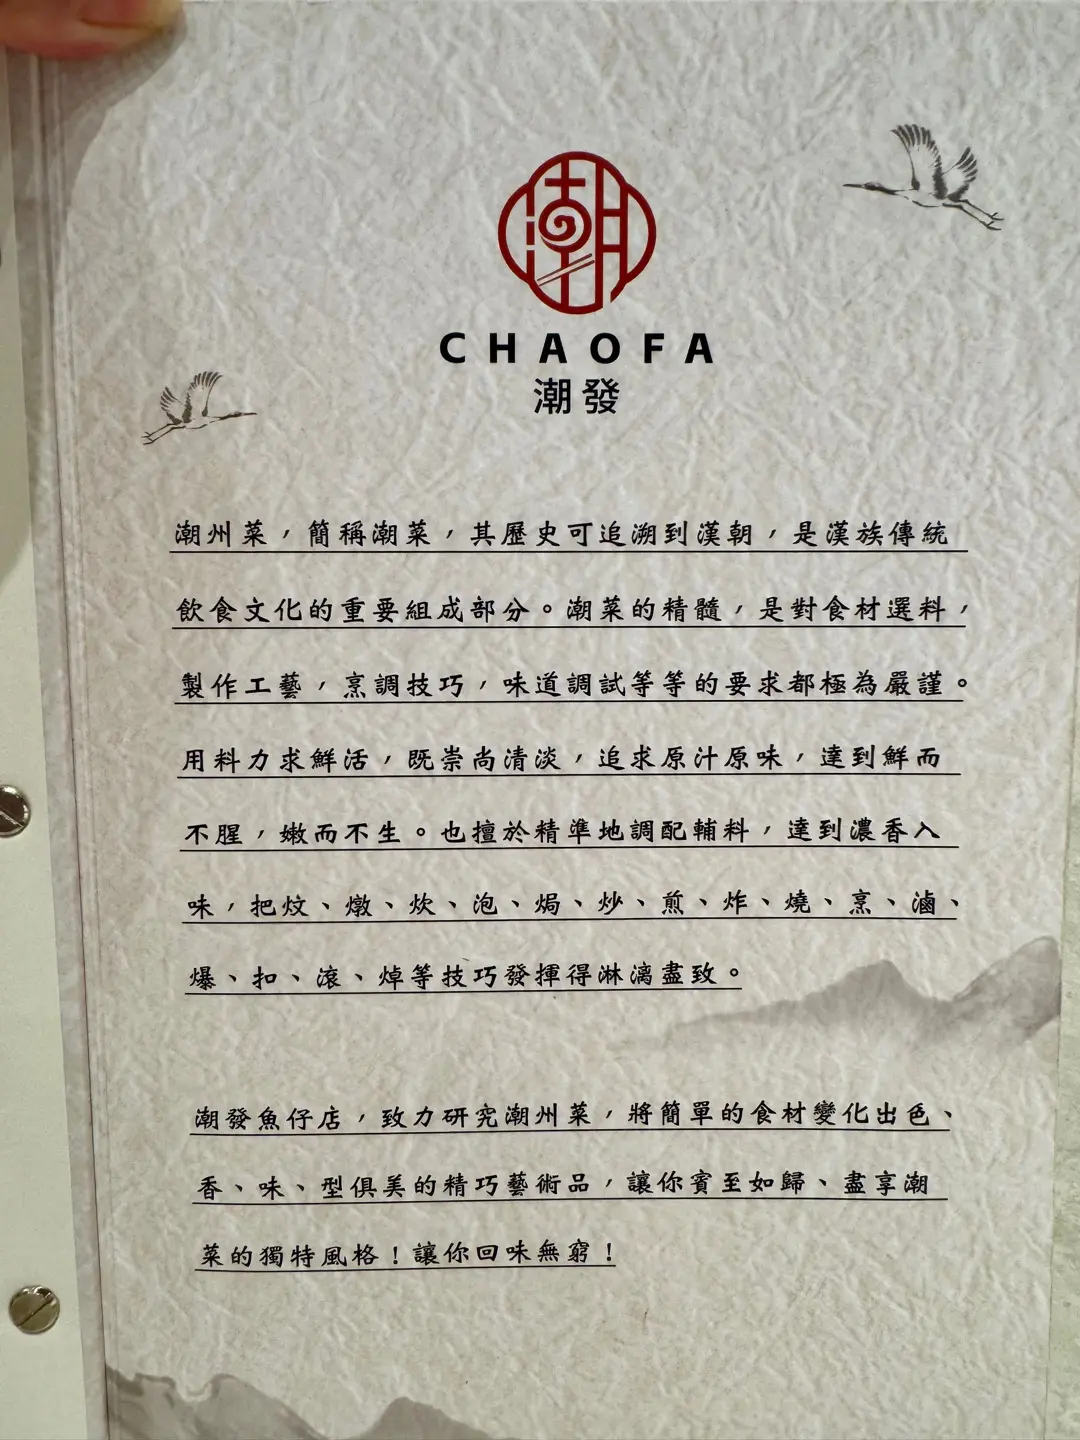 潮
CHAOFA
潮發
潮州菜，簡稱潮菜，其歷史可追溯到漢朝，是漢族傳統
飲食文化的重要組成部分。潮菜的精髓，是對食材選料，
製作工藝，烹調技巧，味道調試等等的要求都極為嚴謹。
用料力求鮮活，既崇尚清淡，追求原汁原味，達到鮮而
不腥，嫩而不生。也擅於精準地調配輔料，達到濃香入
味，把炆、燉、炊、泡、焗、炒、煎、炸、燒、烹、滷、
爆、扣、滾、焯等技巧發揮得淋漓盡致。
潮發魚仔店，致力研究潮州菜，將簡單的食材變化出色、
香、味、型俱美的精巧藝術品，讓你賓至如歸、盡享潮
菜的獨特風格！讓你回味無窮！